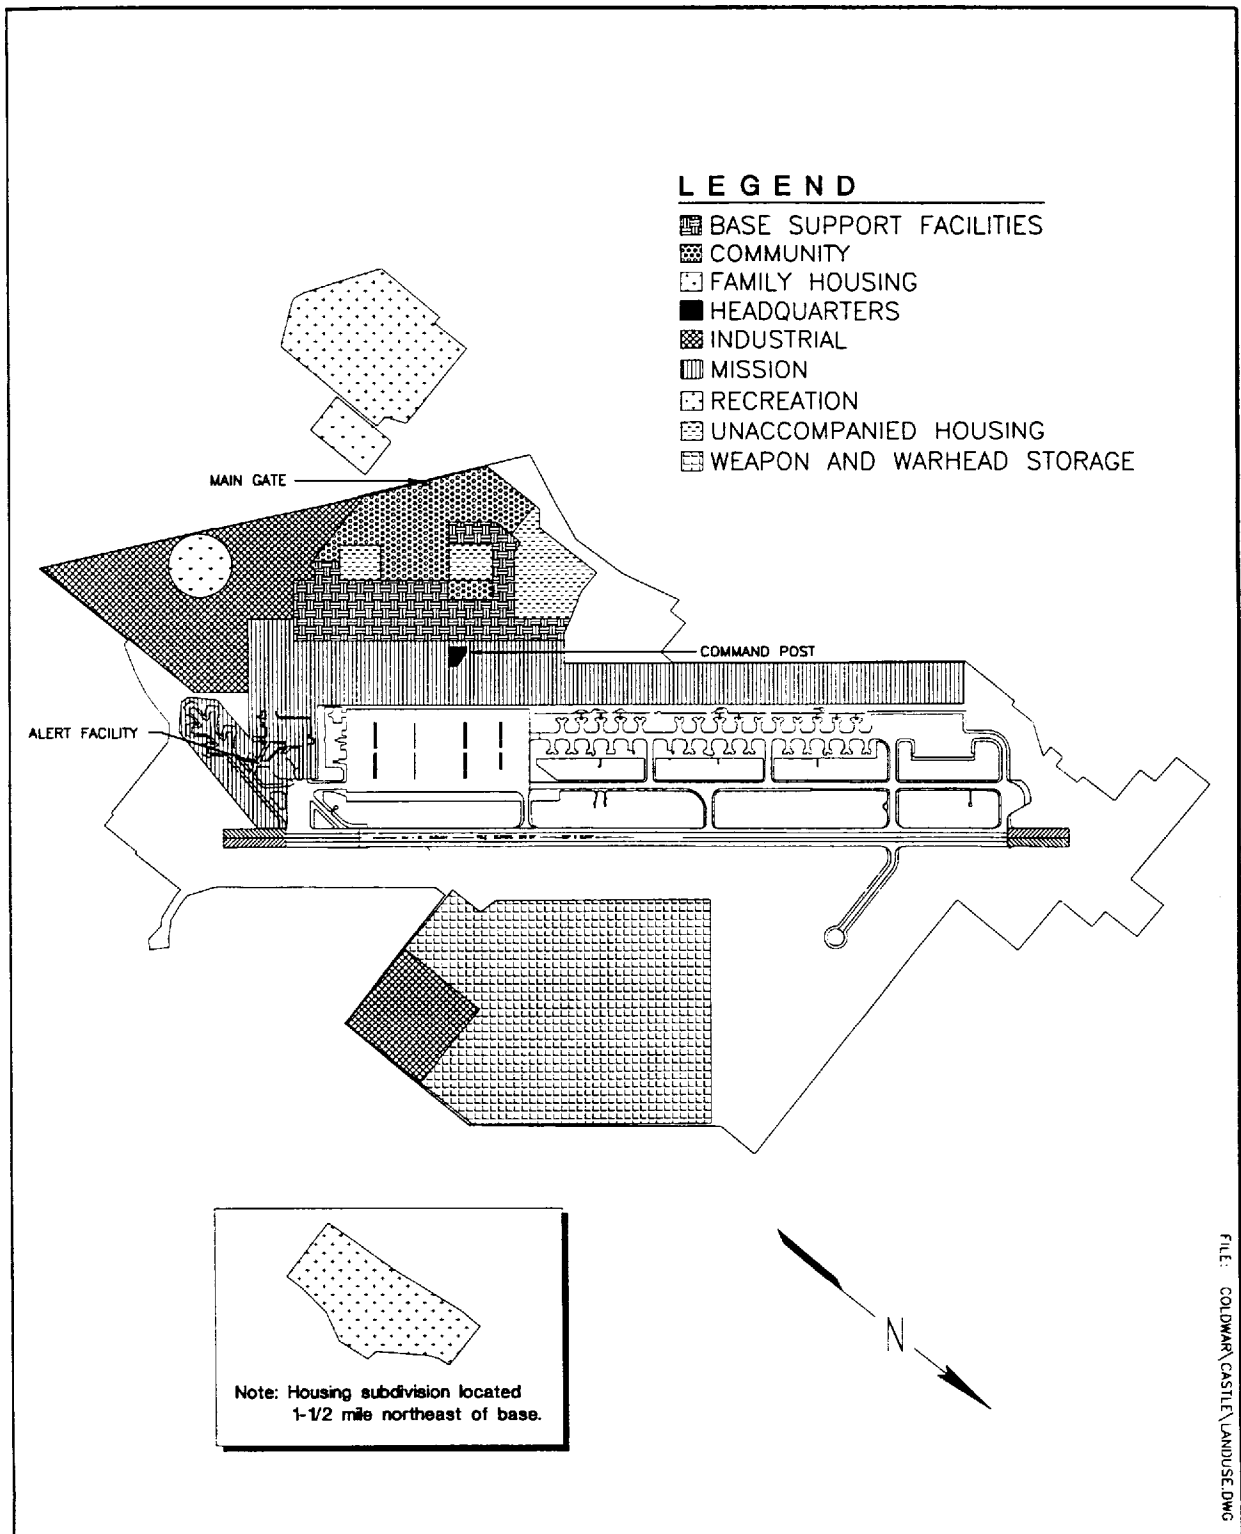 LEGEND
BASE SUPPORT FACILITIES
COMMUNITY
FAMILY HOUSING
HEADQUARTERS
INDUSTRIAL
MISSION
RECREATION
UNACCOMPANIED HOUSING
WEAPON AND WARHEAD STORAGE
MAIN GATE
COMMAND POST
ALERT FACILITY
Note: Housing subdivision located
1-1/2 mile northeast of base.
N
FILE: COLDWAR\CASTLE\LANDUSE.DWG